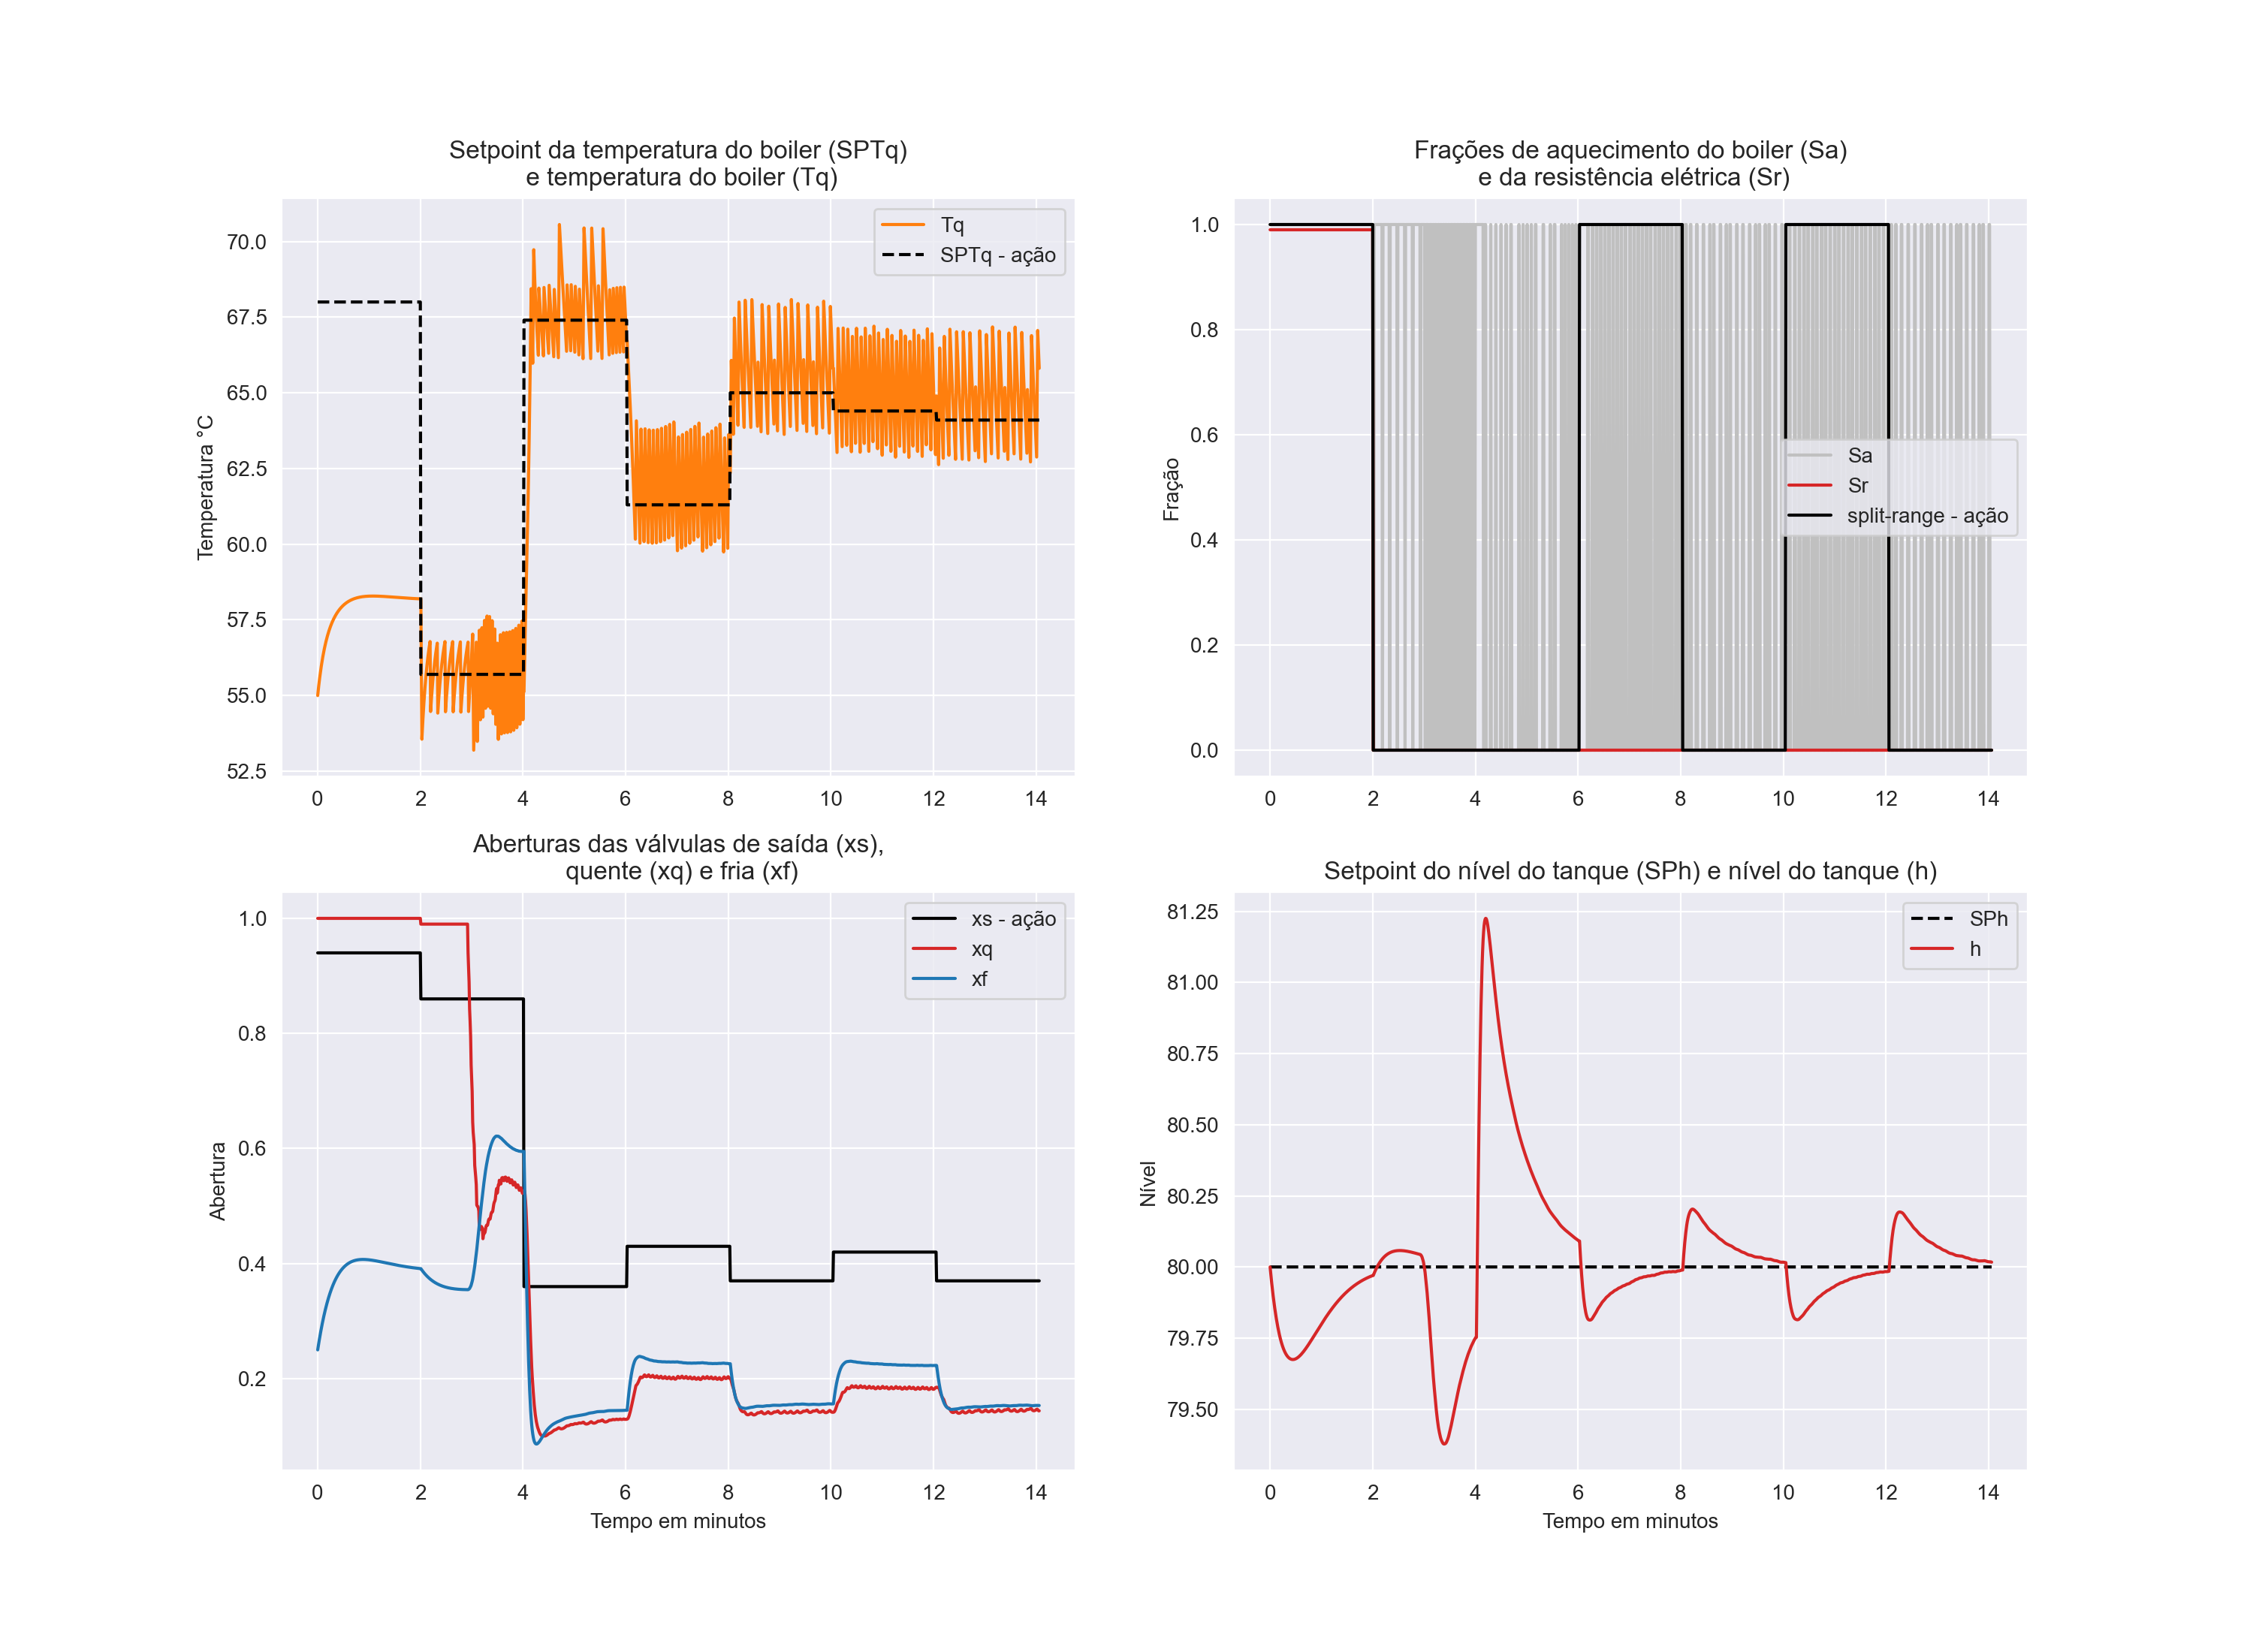 Setpoint da temperatura do boiler (SPTq)
e temperatura do boiler (Tq)
Temperatura °C
70.0
67.5
65.0
62.5
60.0
57.5
55.0
52.5
Tq
SPTq - ação
0 2 4 6 8 10 12 14
Frações de aquecimento do boiler (Sa)
e da resistência elétrica (Sr)
Fração
1.0
0.8
0.6
0.4
0.2
0.0
Sa
Sr
split-range - ação
0 2 4 6 8 10 12 14
Aberturas das válvulas de saída (xs),
quente (xq) e fria (xf)
Abertura
1.0
0.8
0.6
0.4
0.2
xs - ação
xq
xf
0 2 4 6 8 10 12 14
Tempo em minutos
Setpoint do nível do tanque (SPh) e nível do tanque (h)
Nível
81.25
81.00
80.75
80.50
80.25
80.00
79.75
79.50
SPh
h
0 2 4 6 8 10 12 14
Tempo em minutos